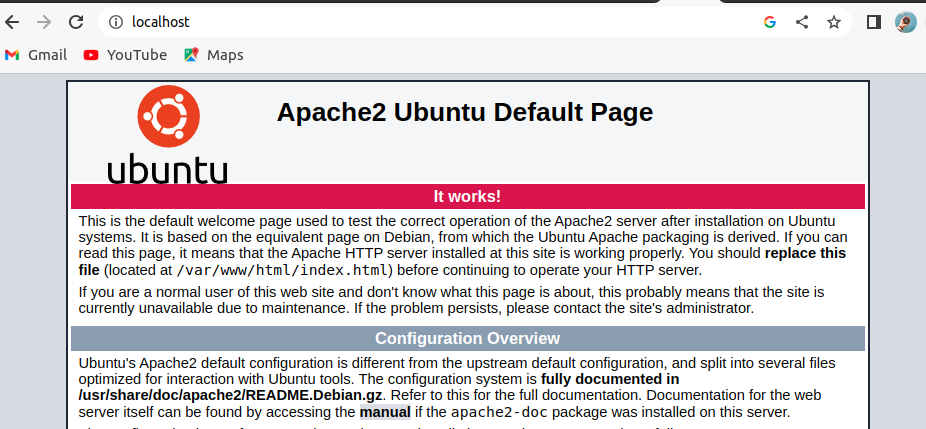 localhost
Gmail YouTube Maps
Apache2 Ubuntu Default Page
ubuntu
It works!
This is the default welcome page used to test the correct operation of the Apache2 server after installation on Ubuntu
systems. It is based on the equivalent page on Debian, from which the Ubuntu Apache packaging is derived. If you can
read this page, it means that the Apache HTTP server installed at this site is working properly. You should replace this
file (located at /var/www/html/index.html) before continuing to operate your HTTP server.
If you are a normal user of this web site and don't know what this page is about, this probably means that the site is
currently unavailable due to maintenance. If the problem persists, please contact the site's administrator.
Configuration Overview
Ubuntu's Apache2 default configuration is different from the upstream default configuration, and split into several files
optimized for interaction with Ubuntu tools. The configuration system is fully documented in
/usr/share/doc/apache2/README.Debian.gz. Refer to this for the full documentation. Documentation for the web
server itself can be found by accessing the manual if the apache2-doc package was installed on this server.